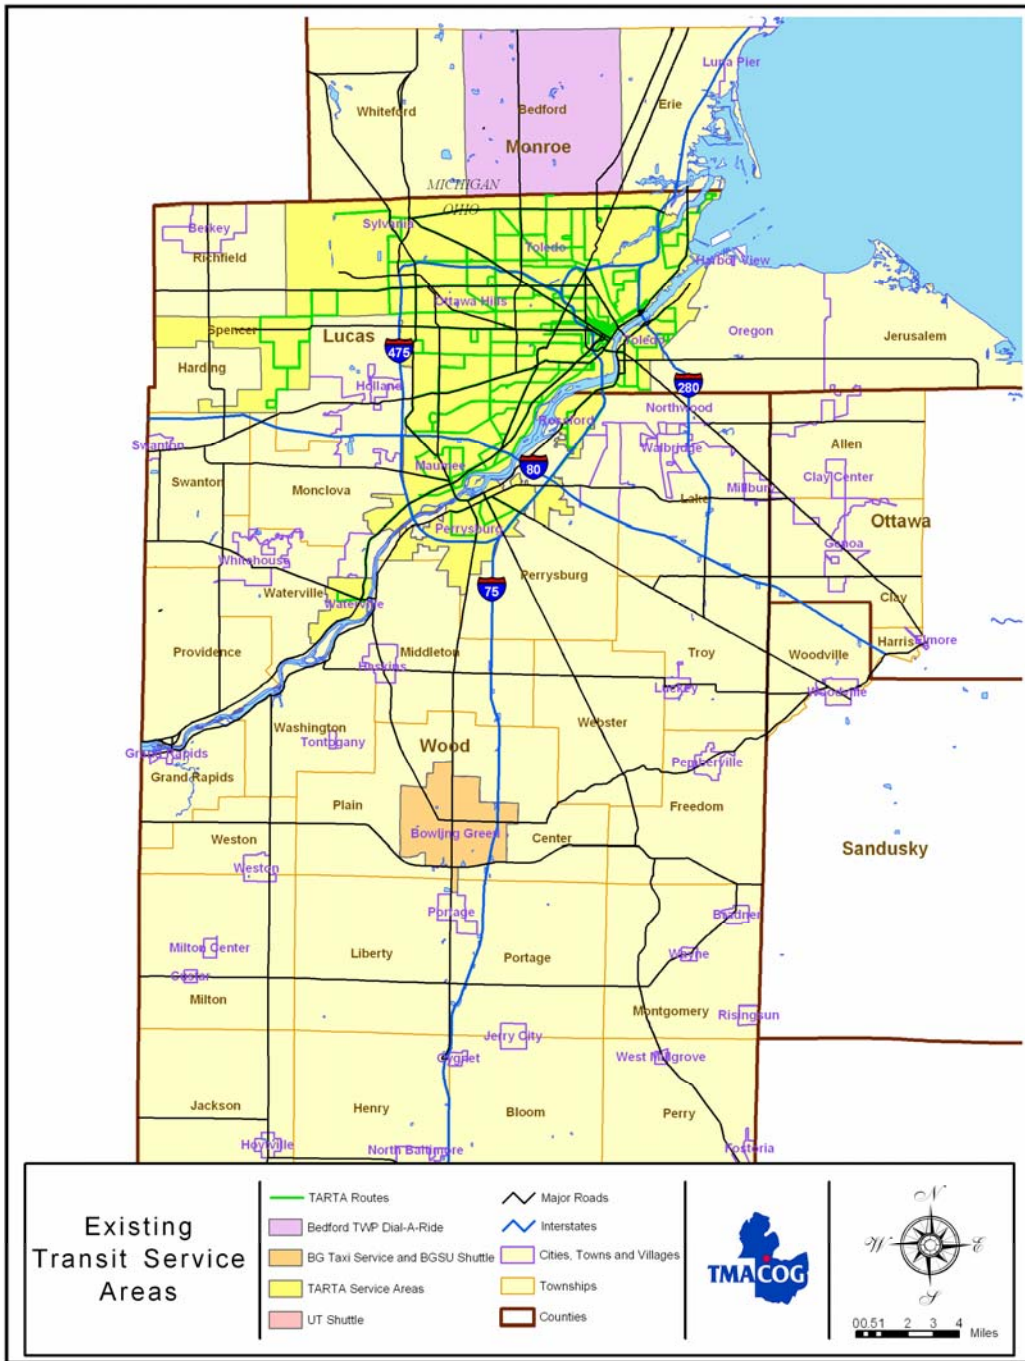 Luna Pier
Whiteford
Bedford
Erie
Monroe
MICHIGAN
OHIO
Sylvania
Berkey
Richfield
Toledo
Harbor View
Ottawa Hills
Spencer
Lucas
Toledo
Oregon
Jerusalem
475
Harding
Holland
280
Northwood
Rossford
Swanton
Walbridge
Allen
Maumee
80
Swanton
Monclova
Lake
Millbury
Clay Center
Ottawa
Perrysburg
Genoa
Whitehouse
75
Perrysburg
Waterville
Waterville
Clay
Harris
Elmore
Providence
Haskins
Middleton
Troy
Woodville
Luckey
Woodville
Washington
Webster
Tontogany
Wood
Grand Rapids
Pemberville
Grand Rapids
Plain
Freedom
Bowling Green
Center
Weston
Sandusky
Weston
Portage
Bradner
Milton Center
Liberty
Portage
Wayne
Custar
Milton
Montgomery
Risingsun
Jerry City
Cygnet
West Millgrove
Jackson
Henry
Bloom
Perry
Hoytville
North Baltimore
Fostoria
Existing
Transit Service
Areas
TARTA Routes
Bedford TWP Dial-A-Ride
BG Taxi Service and BGSU Shuttle
TARTA Service Areas
UT Shuttle
Major Roads
Interstates
Cities, Towns and Villages
Townships
Counties
TMACOG
N
W
E
S
0 0.5 1 2 3 4
Miles